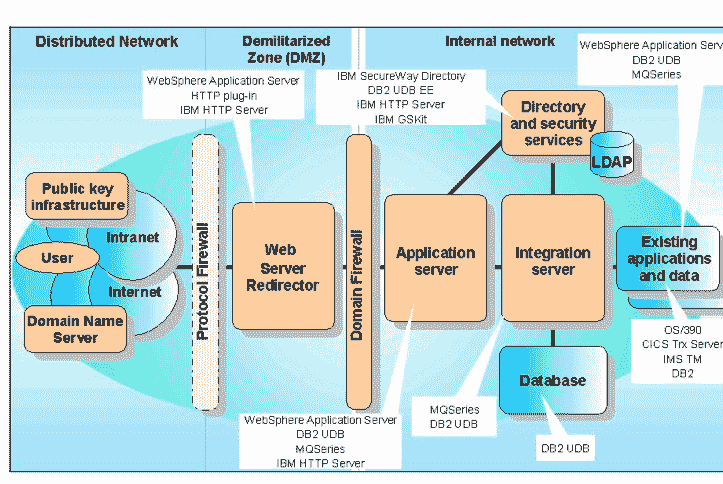 Distributed Network
Demilitarized
Zone (DMZ)
Internal network
WebSphere Application Serv
DB2 UDB
MQSeries
WebSphere Application Server
HTTP plug-in
IBM HTTP Server
IBM SecureWay Directory
DB2 UDB EE
IBM HTTP Server
IBM GSKit
Directory
and security
services
LDAP
Public key
infrastructure
Intranet
User
Internet
Domain Name
Server
Protocol Firewall
Web
Server
Redirector
Domain Firewall
Application
server
Integration
server
Existing
applications
and data
OS/390
CICS Trx Server
IMS TM
DB2
Database
MQSeries
DB2 UDB
WebSphere Application Server
DB2 UDB
MQSeries
IBM HTTP Server
DB2 UDB